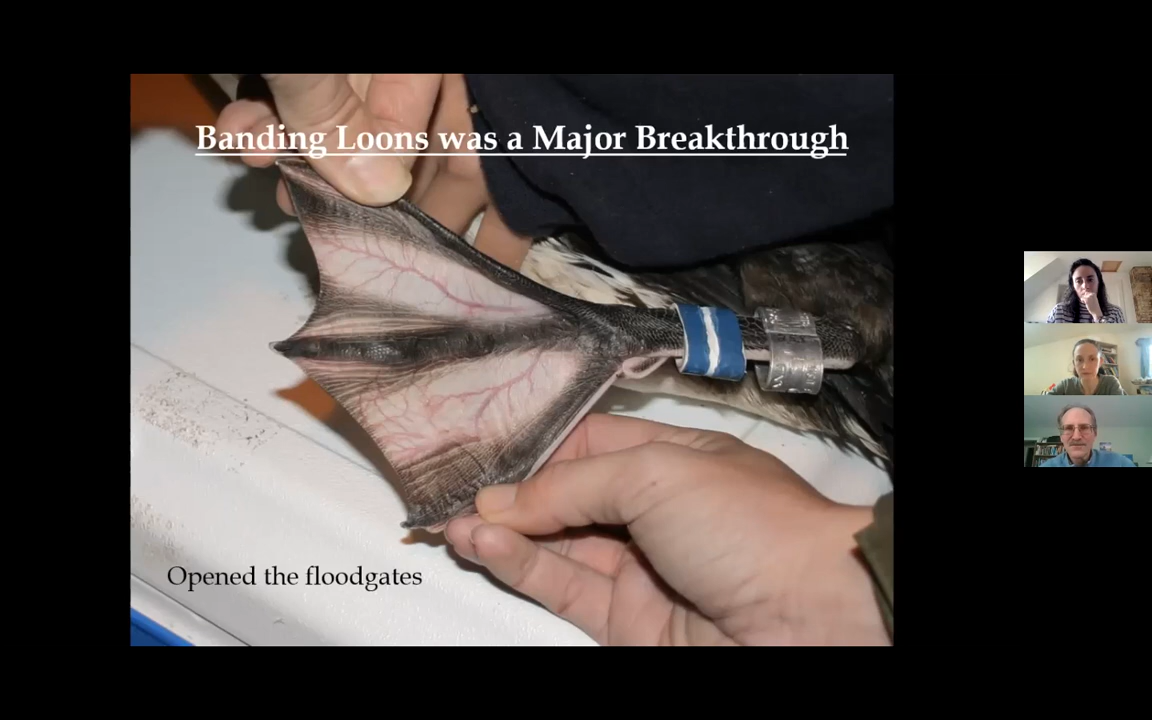 Banding Loons was a Major Breakthrough
Opened the floodgates